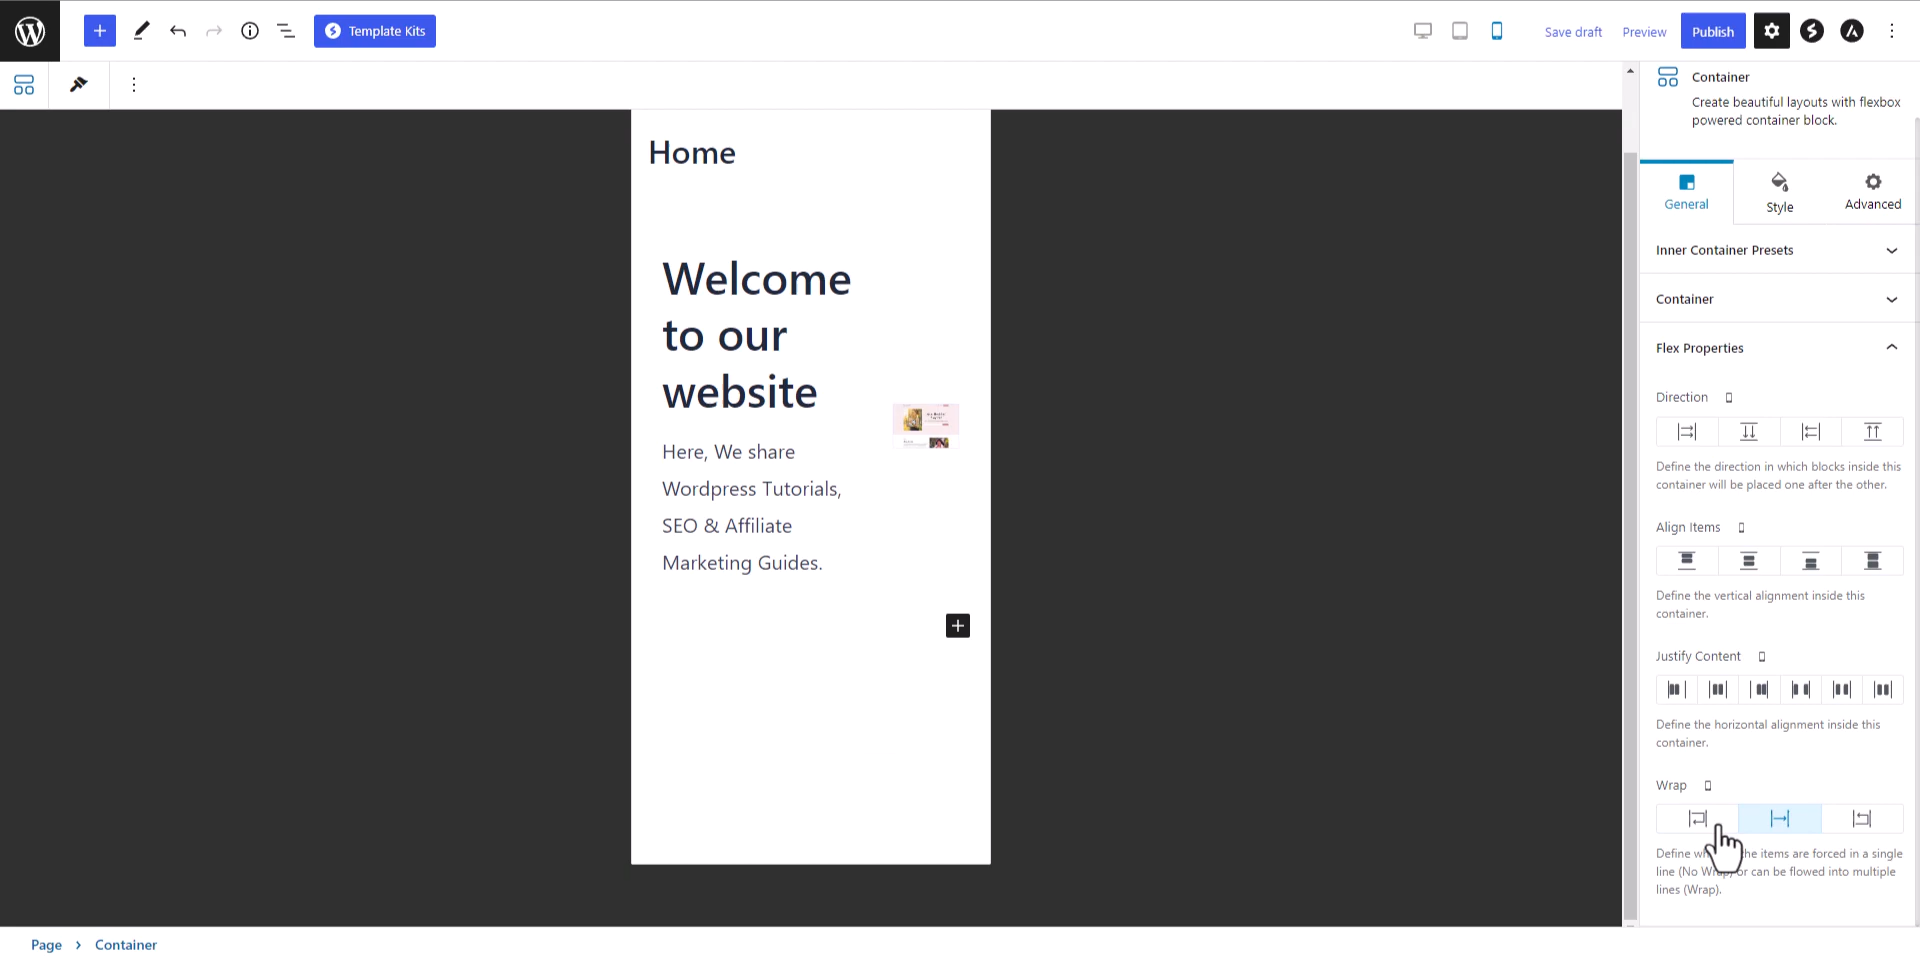 Template Kits
Save draft
Preview
Publish
Container
Create beautiful layouts with flexbox
powered container block.
General
Style
Advanced
Inner Container Presets
Container
Flex Properties
Direction
Define the direction in which blocks inside this
container will be placed one after the other.
Align Items
Define the vertical alignment inside this
container.
Justify Content
Define the horizontal alignment inside this
container.
Wrap
Define the items are forced in a single
line (No or can be flowed into multiple
lines (Wrap).
Home
Welcome
to our
website
Here, We share
Wordpress Tutorials,
SEO & Affiliate
Marketing Guides.
Page
Container